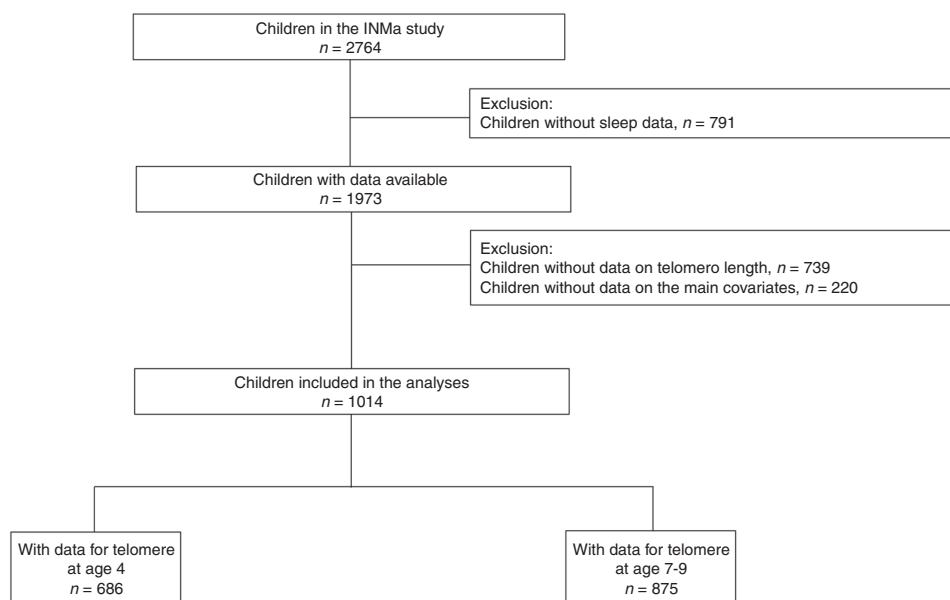 Children in the INMa study
n = 2764
Exclusion:
Children without sleep data, n = 791
Children with data available
n = 1973
Exclusion:
Children without data on telomero length, n = 739
Children without data on the main covariates, n = 220
Children included in the analyses
n = 1014
With data for telomere
at age 4
n = 686
With data for telomere
at age 7-9
n = 875